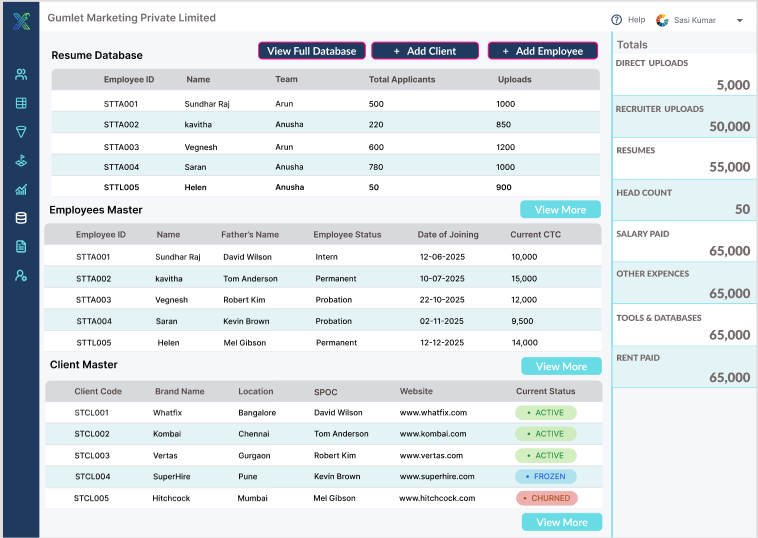 Gumlet Marketing Private Limited
Help Sasi Kumar
Resume Database
View Full Database + Add Client + Add Employee
Employee ID Name Team Total Applicants Uploads
STTA001 Sundhar Raj Arun 500 1000
STTA002 kavitha Anusha 220 850
STTA003 Vegnesh Arun 600 1200
STTA004 Saran Anusha 780 1000
STTL005 Helen Anusha 50 900
Employees Master
View More
Employee ID Name Father's Name Employee Status Date of Joining Current CTC
STTA001 Sundhar Raj David Wilson Intern 12-06-2025 10,000
STTA002 kavitha Tom Anderson Permanent 10-07-2025 15,000
STTA003 Vegnesh Robert Kim Probation 22-10-2025 12,000
STTA004 Saran Kevin Brown Probation 02-11-2025 9,500
STTL005 Helen Mel Gibson Permanent 12-12-2025 14,000
Client Master
View More
Client Code Brand Name Location SPOC Website Current Status
STCL001 Whatfix Bangalore David Wilson www.whatfix.com • ACTIVE
STCL002 Kombai Chennai Tom Anderson www.kombai.com • ACTIVE
STCL003 Vertas Gurgaon Robert Kim www.vertas.com • ACTIVE
STCL004 SuperHire Pune Kevin Brown www.superhire.com • FROZEN
STCL005 Hitchcock Mumbai Mel Gibson www.hitchcock.com • CHURNED
View More
Totals
DIRECT UPLOADS
5,000
RECRUITER UPLOADS
50,000
RESUMES
55,000
HEAD COUNT
50
SALARY PAID
65,000
OTHER EXPENCES
65,000
TOOLS & DATABASES
65,000
RENT PAID
65,000